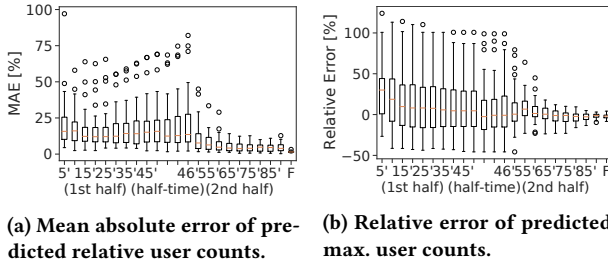 MAE [%]
100
75
50
25
0
5' 15'25'35'45' 46'55'65'75'85' F
(1st half) (half-time)(2nd half)
(a) Mean absolute error of pre-
dicted relative user counts.
Relative Error [%]
100
50
0
−50
5' 15'25'35'45' 46'55'65'75'85' F
(1st half) (half-time)(2nd half)
(b) Relative error of predicted
max. user counts.